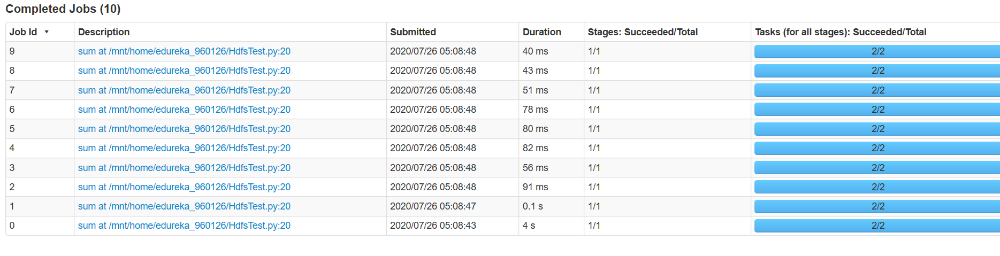 Completed Jobs (10)
Job Id ▼ Description Submitted Duration Stages: Succeeded/Total Tasks (for all stages): Succeeded/Total
9 sum at /mnt/home/edureka_960126/HdfsTest.py:20 2020/07/26 05:08:48 40 ms 1/1 2/2
8 sum at /mnt/home/edureka_960126/HdfsTest.py:20 2020/07/26 05:08:48 43 ms 1/1 2/2
7 sum at /mnt/home/edureka_960126/HdfsTest.py:20 2020/07/26 05:08:48 51 ms 1/1 2/2
6 sum at /mnt/home/edureka_960126/HdfsTest.py:20 2020/07/26 05:08:48 78 ms 1/1 2/2
5 sum at /mnt/home/edureka_960126/HdfsTest.py:20 2020/07/26 05:08:48 80 ms 1/1 2/2
4 sum at /mnt/home/edureka_960126/HdfsTest.py:20 2020/07/26 05:08:48 82 ms 1/1 2/2
3 sum at /mnt/home/edureka_960126/HdfsTest.py:20 2020/07/26 05:08:48 56 ms 1/1 2/2
2 sum at /mnt/home/edureka_960126/HdfsTest.py:20 2020/07/26 05:08:48 91 ms 1/1 2/2
1 sum at /mnt/home/edureka_960126/HdfsTest.py:20 2020/07/26 05:08:47 0.1 s 1/1 2/2
0 sum at /mnt/home/edureka_960126/HdfsTest.py:20 2020/07/26 05:08:43 4 s 1/1 2/2